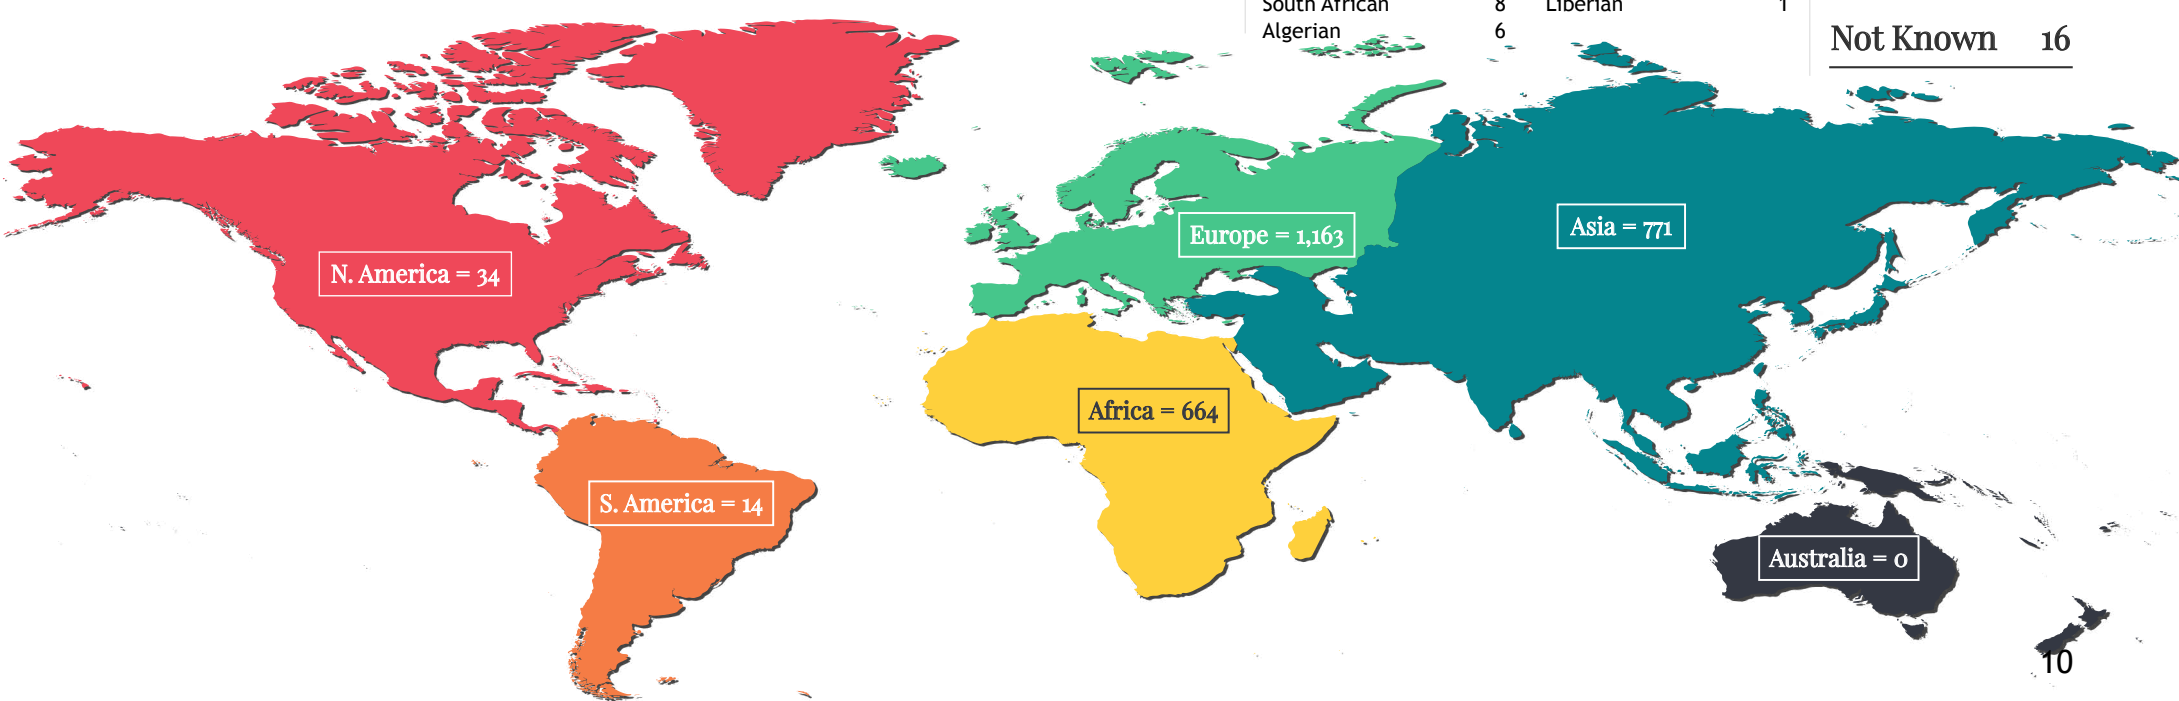 South African 8 Liberian 1
Algerian 6
Not Known 16
Europe = 1,163
Asia = 771
N. America = 34
Africa = 664
S. America = 14
Australia = 0
10